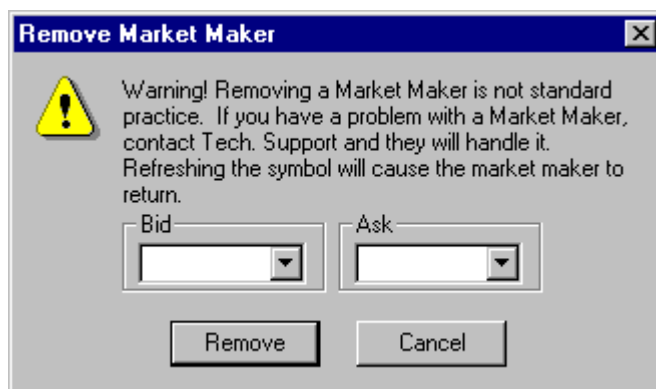 Remove Market Maker
Warning! Removing a Market Maker is not standard
practice.  If you have a problem with a Market Maker,
contact Tech. Support and they will handle it.
Refreshing the symbol will cause the market maker to
return.
Bid Ask
Remove Cancel